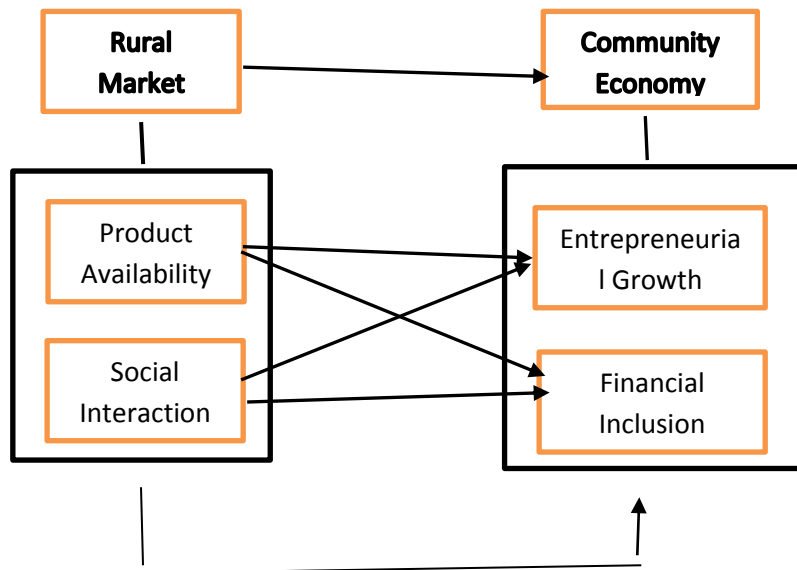 Rural
Market
Community
Economy
Product
Availability
Entrepreneuria
l Growth
Social
Interaction
Financial
Inclusion